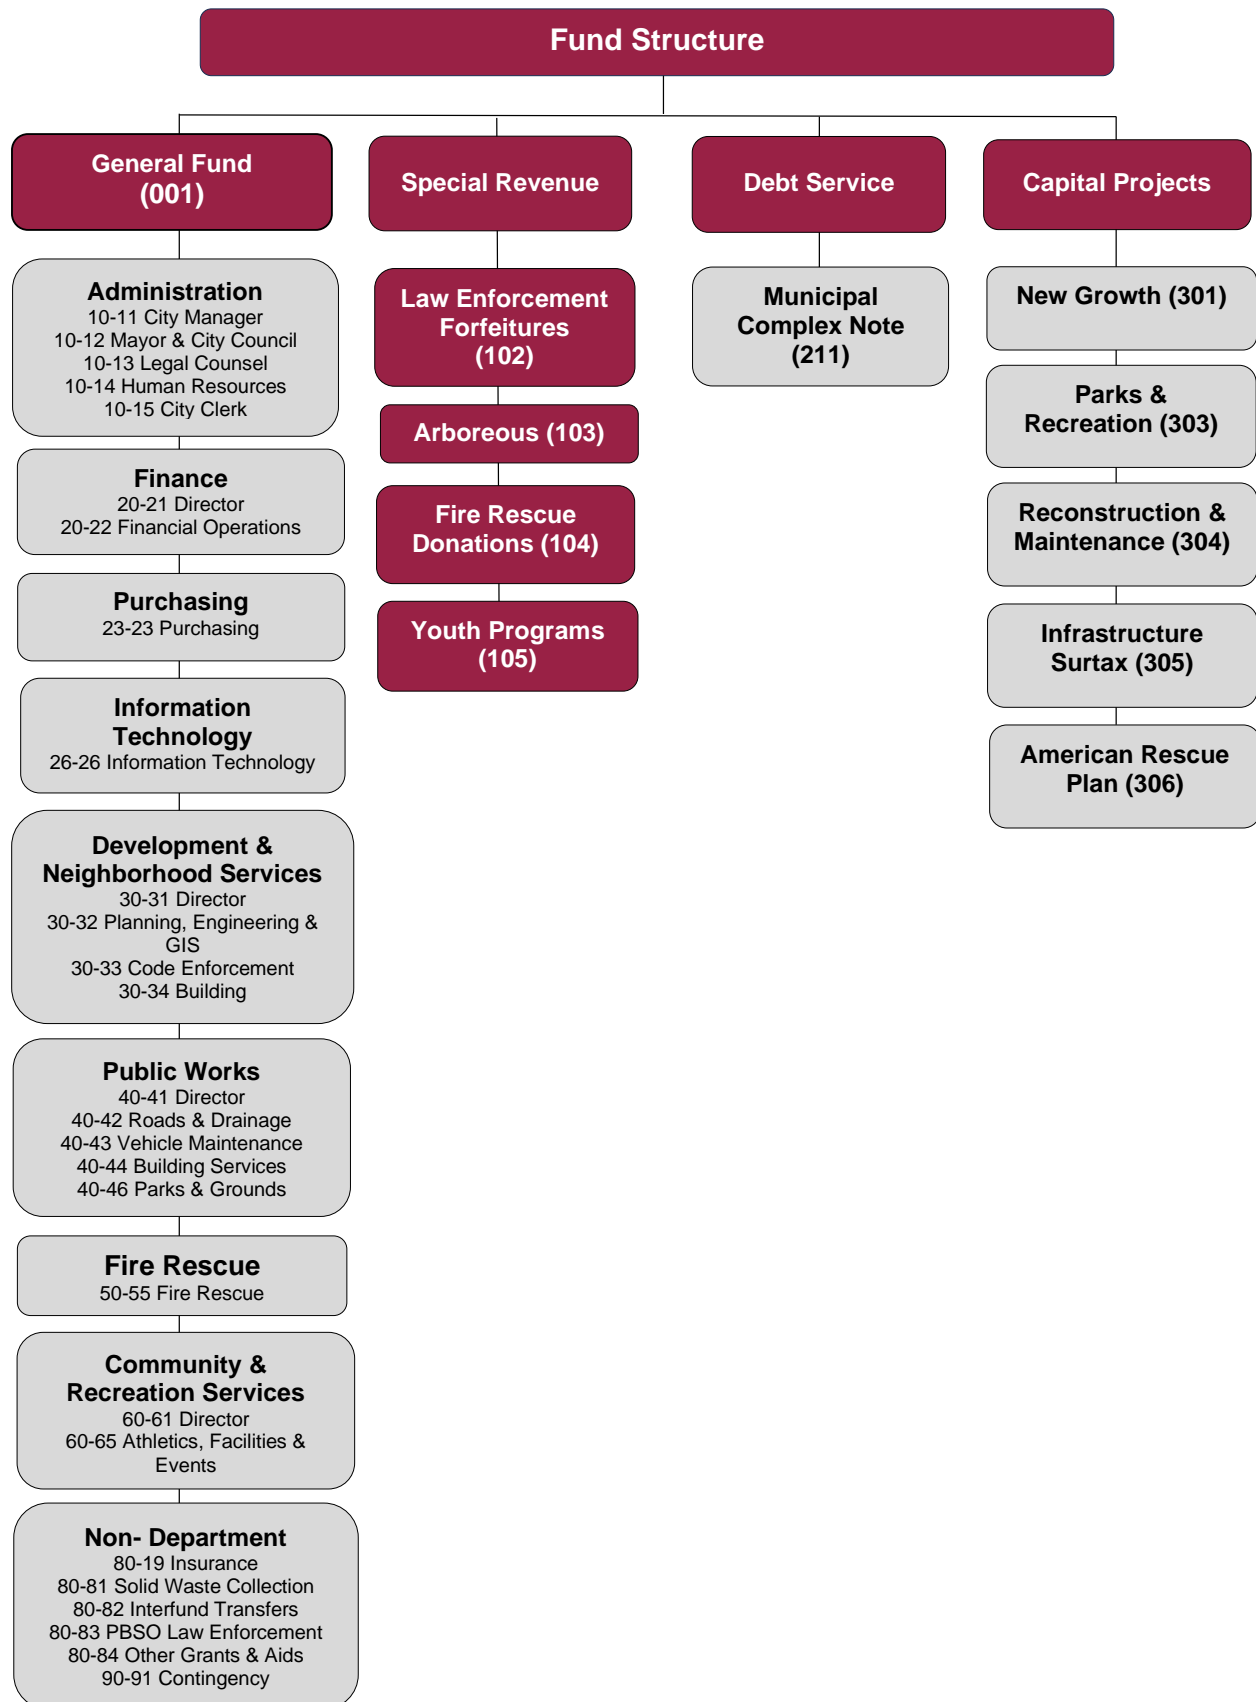 Fund Structure
General Fund
(001)
Administration
10-11 City Manager
10-12 Mayor & City Council
10-13 Legal Counsel
10-14 Human Resources
10-15 City Clerk
Finance
20-21 Director
20-22 Financial Operations
Purchasing
23-23 Purchasing
Information
Technology
26-26 Information Technology
Development &
Neighborhood Services
30-31 Director
30-32 Planning, Engineering &
GIS
30-33 Code Enforcement
30-34 Building
Public Works
40-41 Director
40-42 Roads & Drainage
40-43 Vehicle Maintenance
40-44 Building Services
40-46 Parks & Grounds
Fire Rescue
50-55 Fire Rescue
Community &
Recreation Services
60-61 Director
60-65 Athletics, Facilities &
Events
Non- Department
80-19 Insurance
80-81 Solid Waste Collection
80-82 Interfund Transfers
80-83 PBSO Law Enforcement
80-84 Other Grants & Aids
90-91 Contingency
Special Revenue
Law Enforcement
Forfeitures
(102)
Arboreous (103)
Fire Rescue
Donations (104)
Youth Programs
(105)
Debt Service
Municipal
Complex Note
(211)
Capital Projects
New Growth (301)
Parks &
Recreation (303)
Reconstruction &
Maintenance (304)
Infrastructure
Surtax (305)
American Rescue
Plan (306)